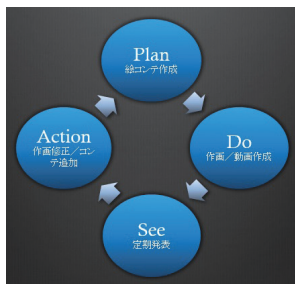 Plan
絵コンテ作成
Do
作画／動画作成
See
定期発表
Action
作画修正／コン
テ追加